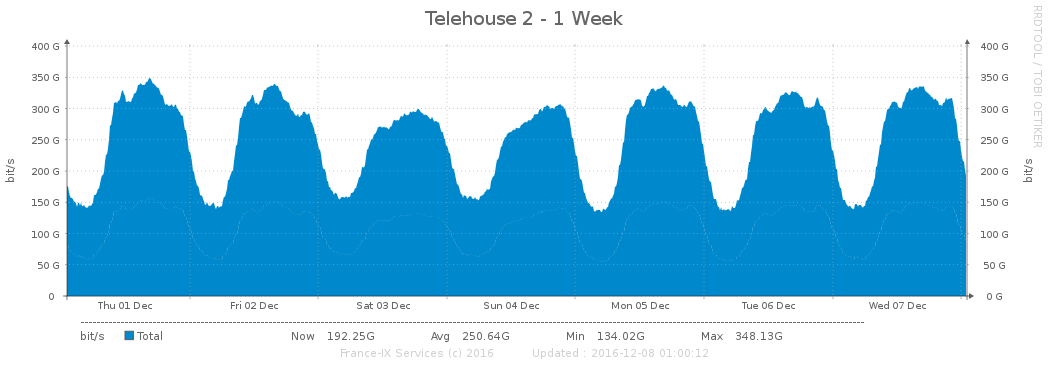 Telehouse 2 - 1 Week
RRDTOOL / TOBI OETIKER
400 G 400 G
350 G 350 G
300 G 300 G
250 G 250 G
200 G 200 G
150 G 150 G
100 G 100 G
50 G 50 G
0 0 G
bit/s
bit/s
Thu 01 Dec Fri 02 Dec Sat 03 Dec Sun 04 Dec Mon 05 Dec Tue 06 Dec Wed 07 Dec
bit/s Total Now 192.25G Avg 250.64G Min 134.02G Max 348.13G
France-IX Services (c) 2016 Updated : 2016-12-08 01:00:12